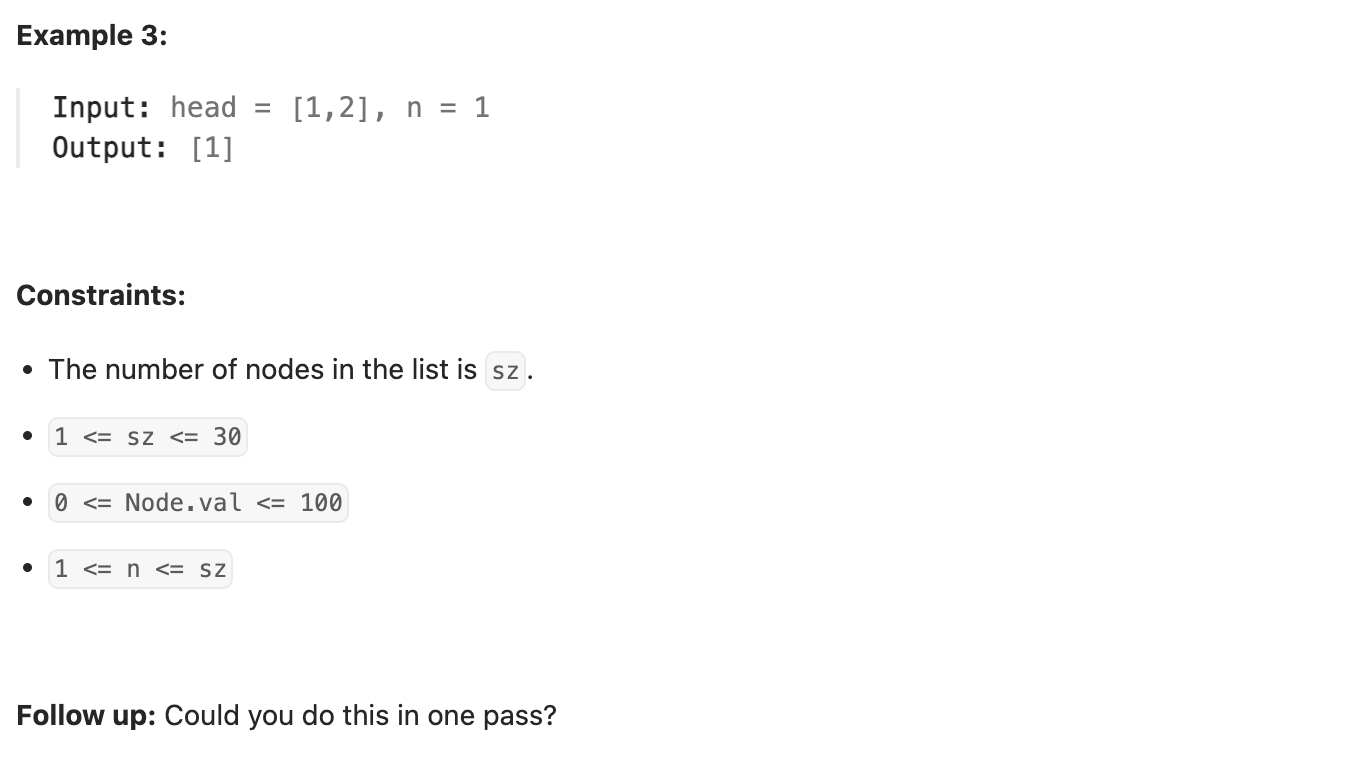 Example 3:
Input: head = [1,2], n = 1
Output: [1]
Constraints:
• The number of nodes in the list is sz.
• 1 <= sz <= 30
• 0 <= Node.val <= 100
• 1 <= n <= sz
Follow up: Could you do this in one pass?